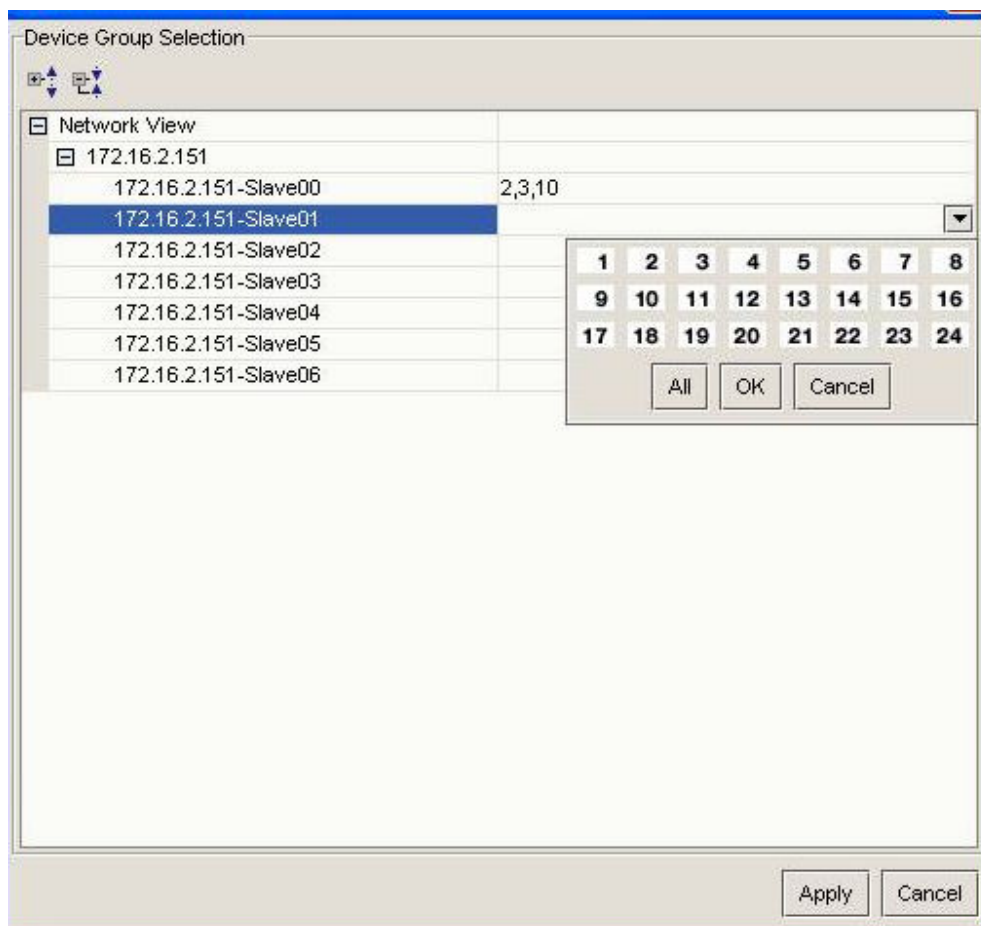 Device Group Selection
Network View
172.16.2.151
172.16.2.151-Slave00 2,3,10
172.16.2.151-Slave01
172.16.2.151-Slave02
172.16.2.151-Slave03
172.16.2.151-Slave04
172.16.2.151-Slave05
172.16.2.151-Slave06
1 2 3 4 5 6 7 8
9 10 11 12 13 14 15 16
17 18 19 20 21 22 23 24
All OK Cancel
Apply Cancel